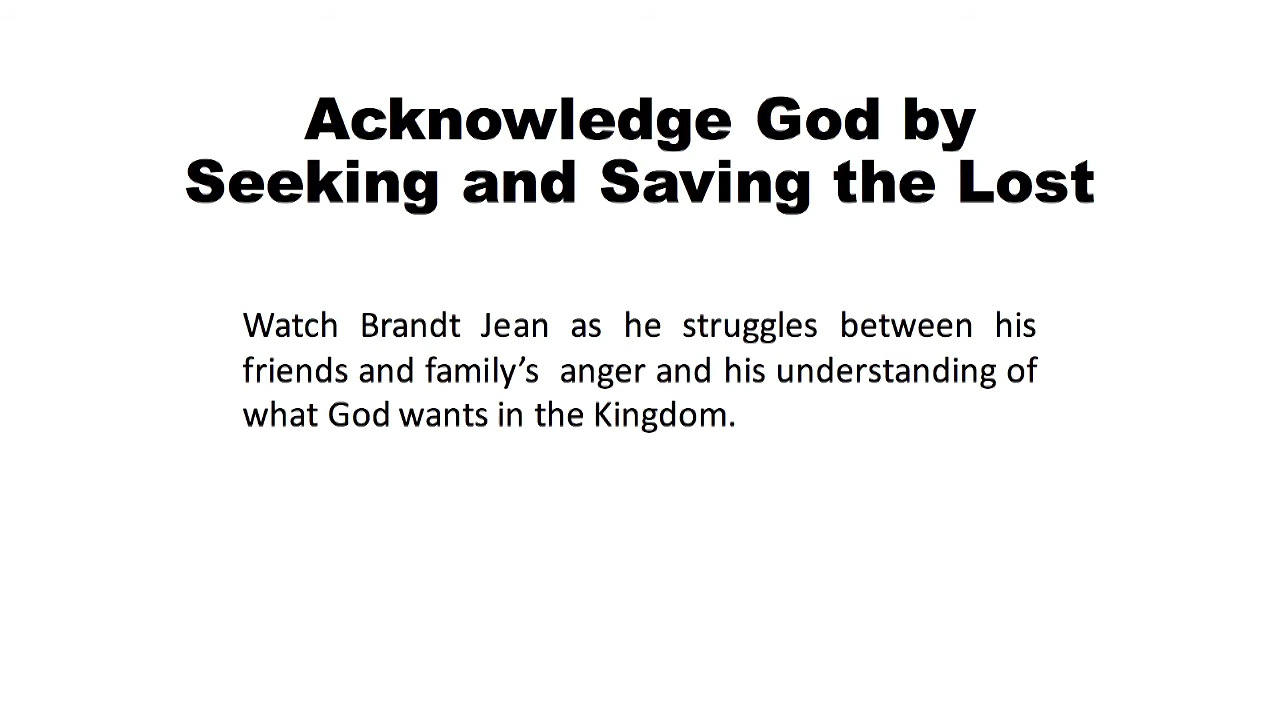 Acknowledge God by
Seeking and Saving the Lost
Watch Brandt Jean as he struggles between his
friends and family’s  anger and his understanding of
what God wants in the Kingdom.